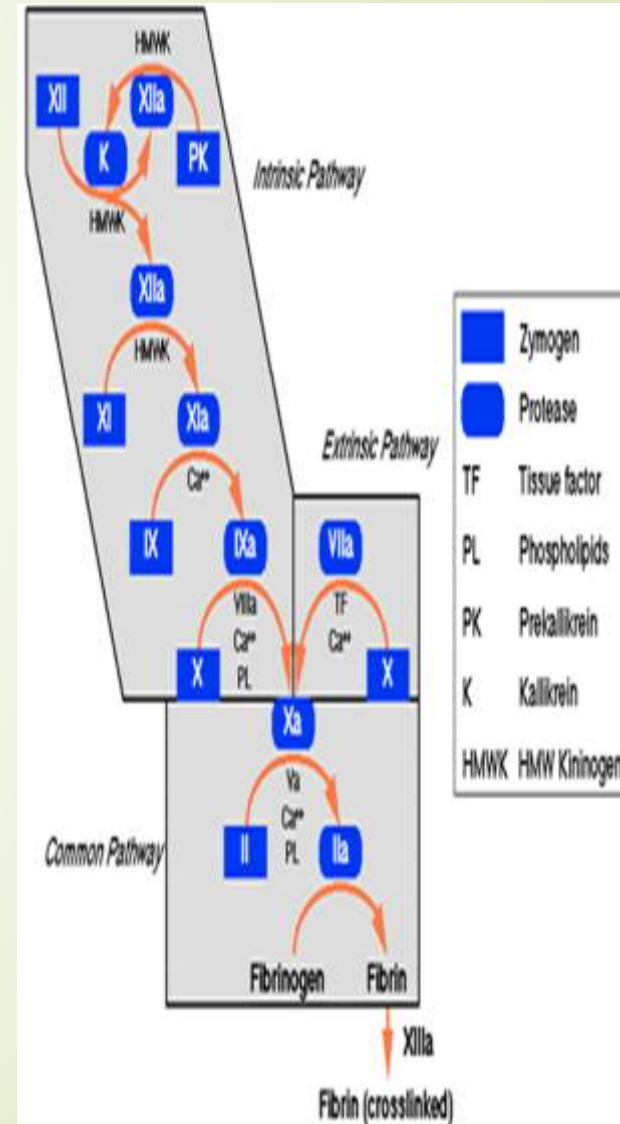 HMWK
XII
XIIa
K
PK
HMWK
Intrinsic Pathway
XIIa
HMWK
XI
XIa
Ca++
IX
IXa
VIIIa
Ca++
PL
X
Extrinsic Pathway
VIIa
TF
Ca++
X
Xa
Va
Ca++
PL
II
IIa
Common Pathway
Fibrinogen
Fibrin
XIIIa
Fibrin (crosslinked)
Zymogen
Protease
TF Tissue factor
PL Phospholipids
PK Prekallikrein
K Kallikrein
HMWK HMW Kininogen